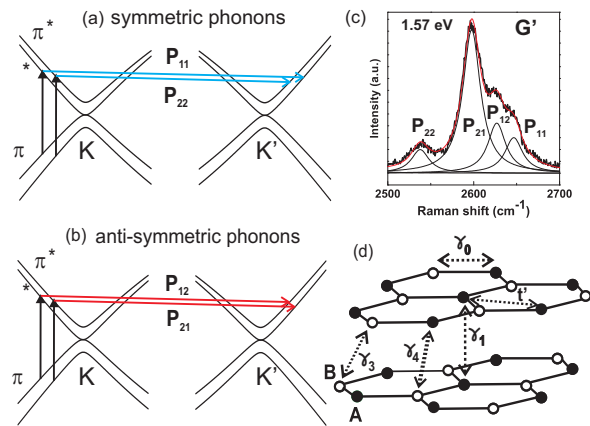 (a) symmetric phonons
π*
*
P11
P22
π
K
K'
(b) anti-symmetric phonons
π*
*
P12
P21
π
K
K'
(c)
1.57 eV
G'
P22
P21
P12
P11
Intensity (a.u.)
2500 2600 2700
Raman shift (cm-1)
(d)
γ0
t'
γ1
γ3
γ4
B
A